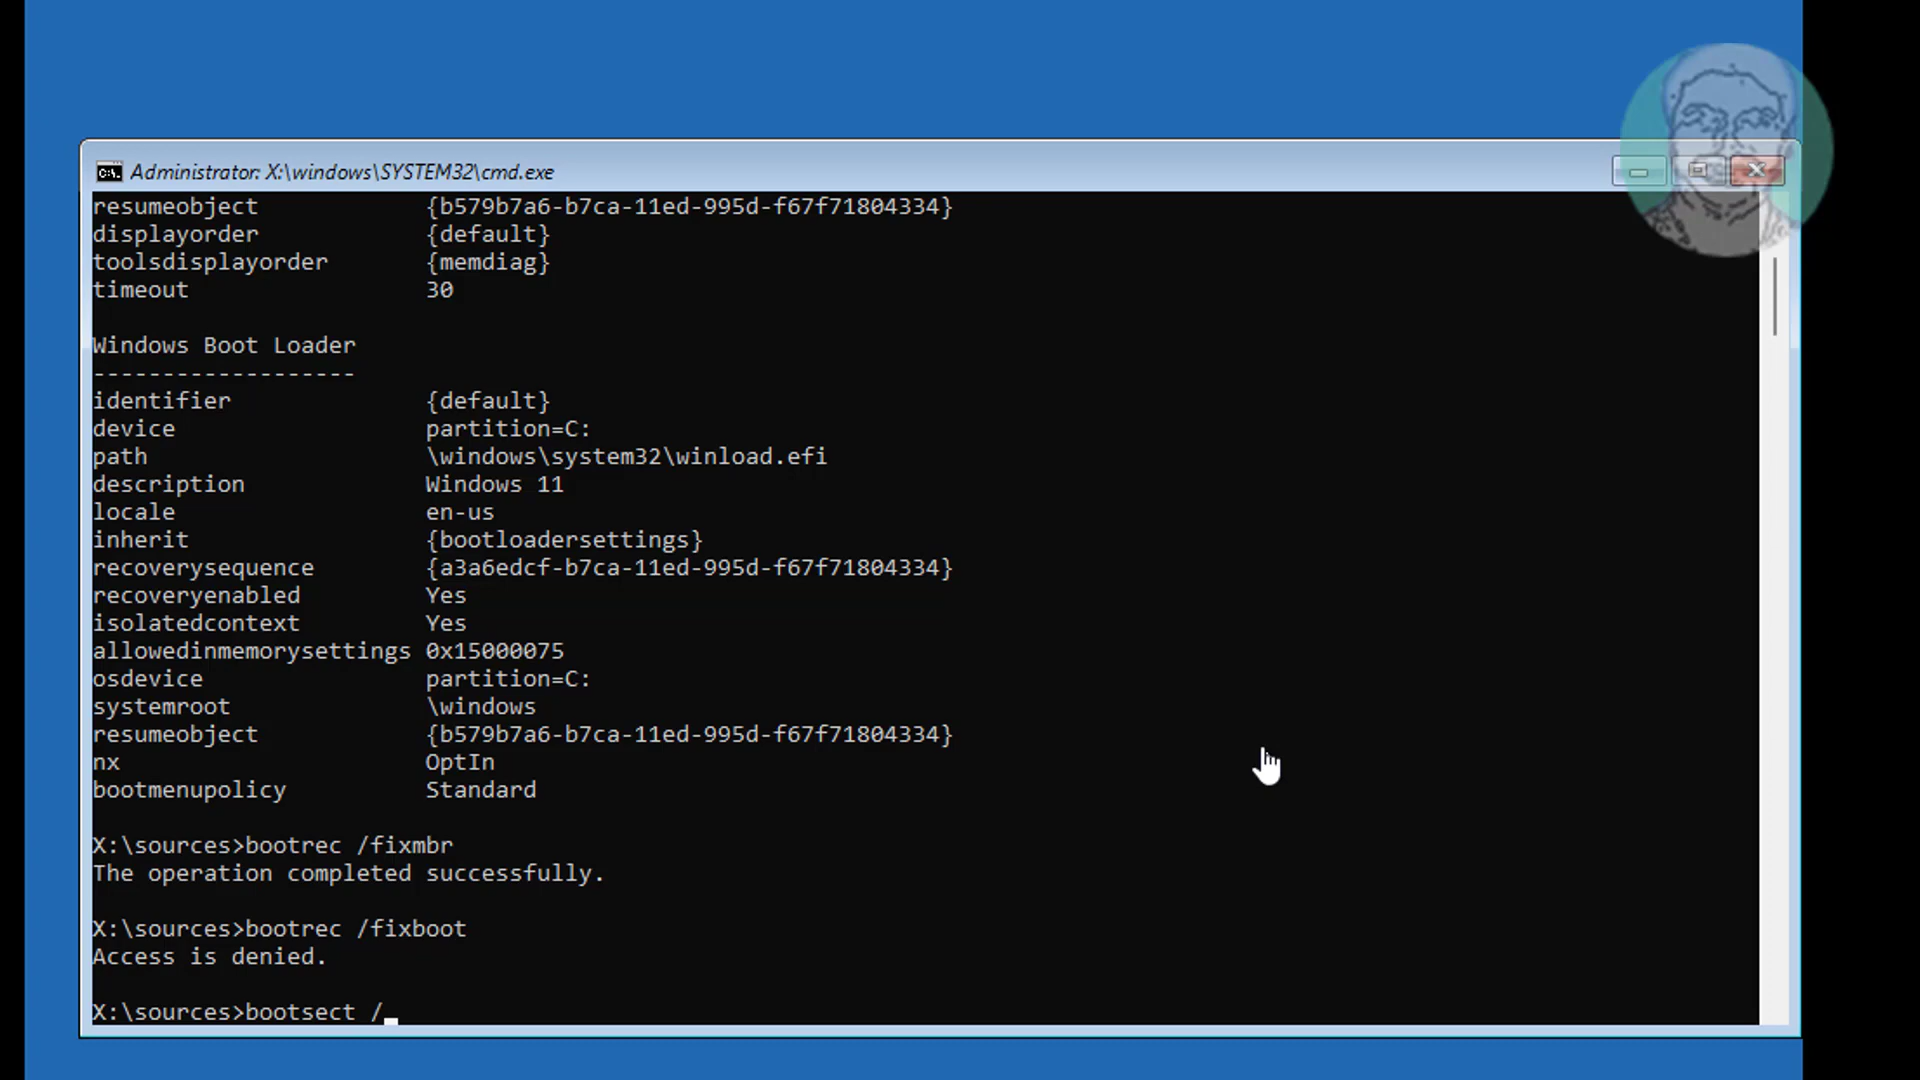 Administrator: X:\windows\SYSTEM32\cmd.exe
resumeobject {b579b7a6-b7ca-11ed-995d-f67f71804334}
displayorder {default}
toolsdisplayorder {memdiag}
timeout 30
Windows Boot Loader
-------------------
identifier {default}
device partition=C:
path \windows\system32\winload.efi
description Windows 11
locale en-us
inherit {bootloadersettings}
recoverysequence {a3a6edcf-b7ca-11ed-995d-f67f71804334}
recoveryenabled Yes
isolatedcontext Yes
allowedinmemorysettings 0x15000075
osdevice partition=C:
systemroot \windows
resumeobject {b579b7a6-b7ca-11ed-995d-f67f71804334}
nx OptIn
bootmenupolicy Standard
X:\sources>bootrec /fixmbr
The operation completed successfully.
X:\sources>bootrec /fixboot
Access is denied.
X:\sources>bootsect /